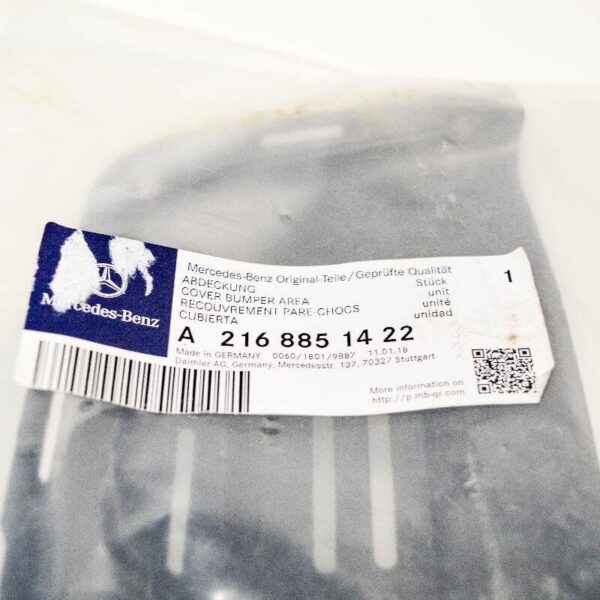 Mercedes-Benz
Mercedes-Benz Original-Teile/Geprüfte Qualität
ABDECKUNG Stück 1
COVER BUMPER AREA unit
RECOUVREMENT PARE-CHOCS unité
CUBIERTA unidad
A 216 885 14 22
Made in GERMANY 0060/1801/9887 11.01.18
Daimler AG, Germany, Mercedesstr. 137, 70327 Stuttgart
More information on
http://p.mb-qr.com